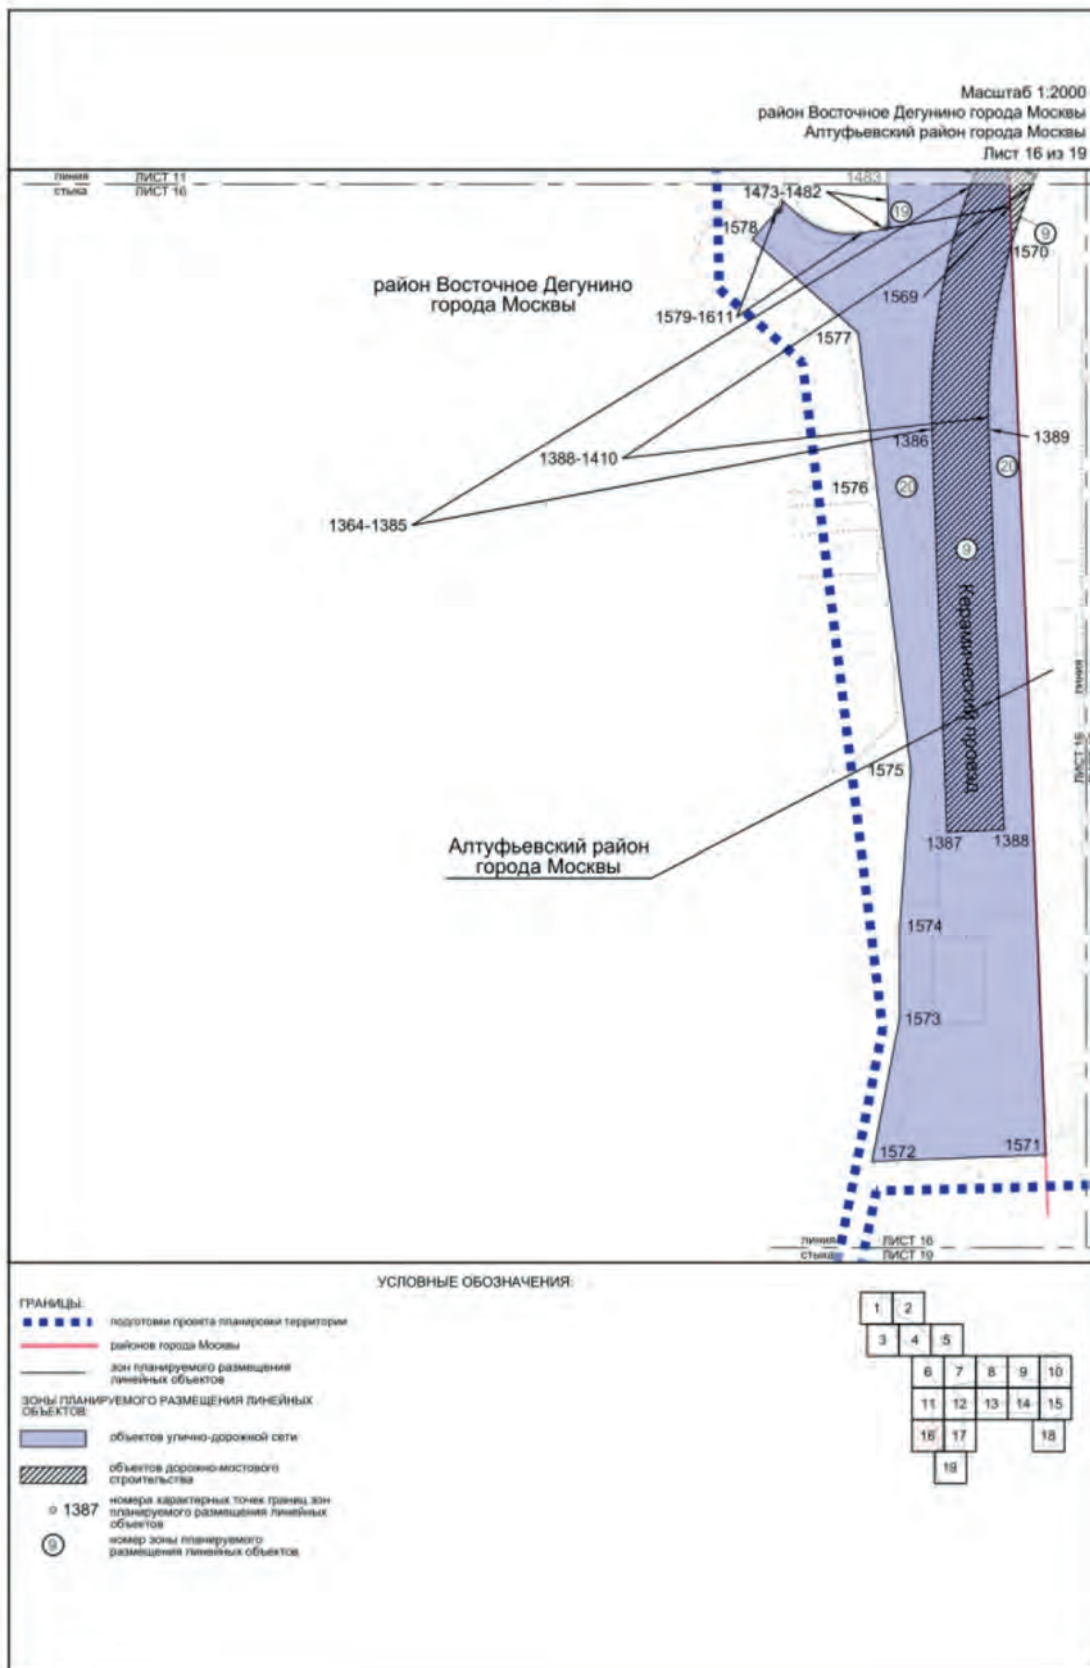 Масштаб 1:2000
район Восточное Дегунино города Москвы
Алтуфьевский район города Москвы
Лист 16 из 19
линия ЛИСТ 11
стыка ЛИСТ 16
1483
1473-1482
19
1578
9
1570
район Восточное Дегунино
города Москвы
1569
1579-1611
1577
1386
1389
1388-1410
20
1576
20
1364-1385
9
Керамический проезд
линия
ЛИСТ 16
1575
1387
1388
Алтуфьевский район
города Москвы
1574
1573
1572
1571
линия ЛИСТ 16
стыка ЛИСТ 19
УСЛОВНЫЕ ОБОЗНАЧЕНИЯ:
ГРАНИЦЫ:
подготовки проекта планировки территории
районов города Москвы
зон планируемого размещения
линейных объектов
ЗОНЫ ПЛАНИРУЕМОГО РАЗМЕЩЕНИЯ ЛИНЕЙНЫХ
ОБЪЕКТОВ:
объектов улично-дорожной сети
объектов дорожно-мостового
строительства
1387 номера характерных точек границ зон
планируемого размещения линейных
объектов
9 номер зоны планируемого
размещения линейных объектов
1 2
3 4 5
6 7 8 9 10
11 12 13 14 15
16 17 18
19